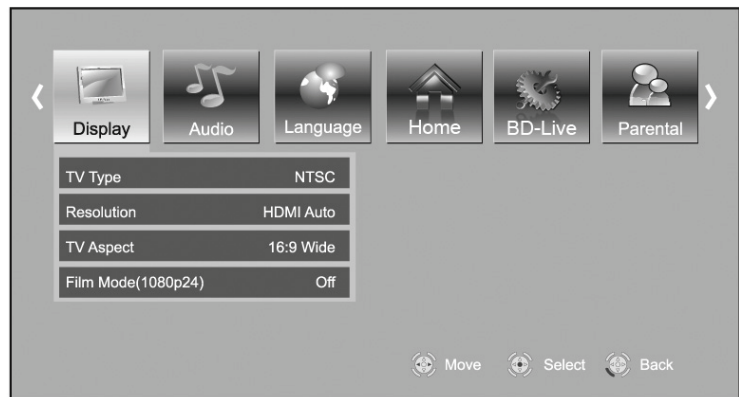 Display Audio Language Home BD-Live Parental
TV Type NTSC
Resolution HDMI Auto
TV Aspect 16:9 Wide
Film Mode(1080p24) Off
Move Select Back